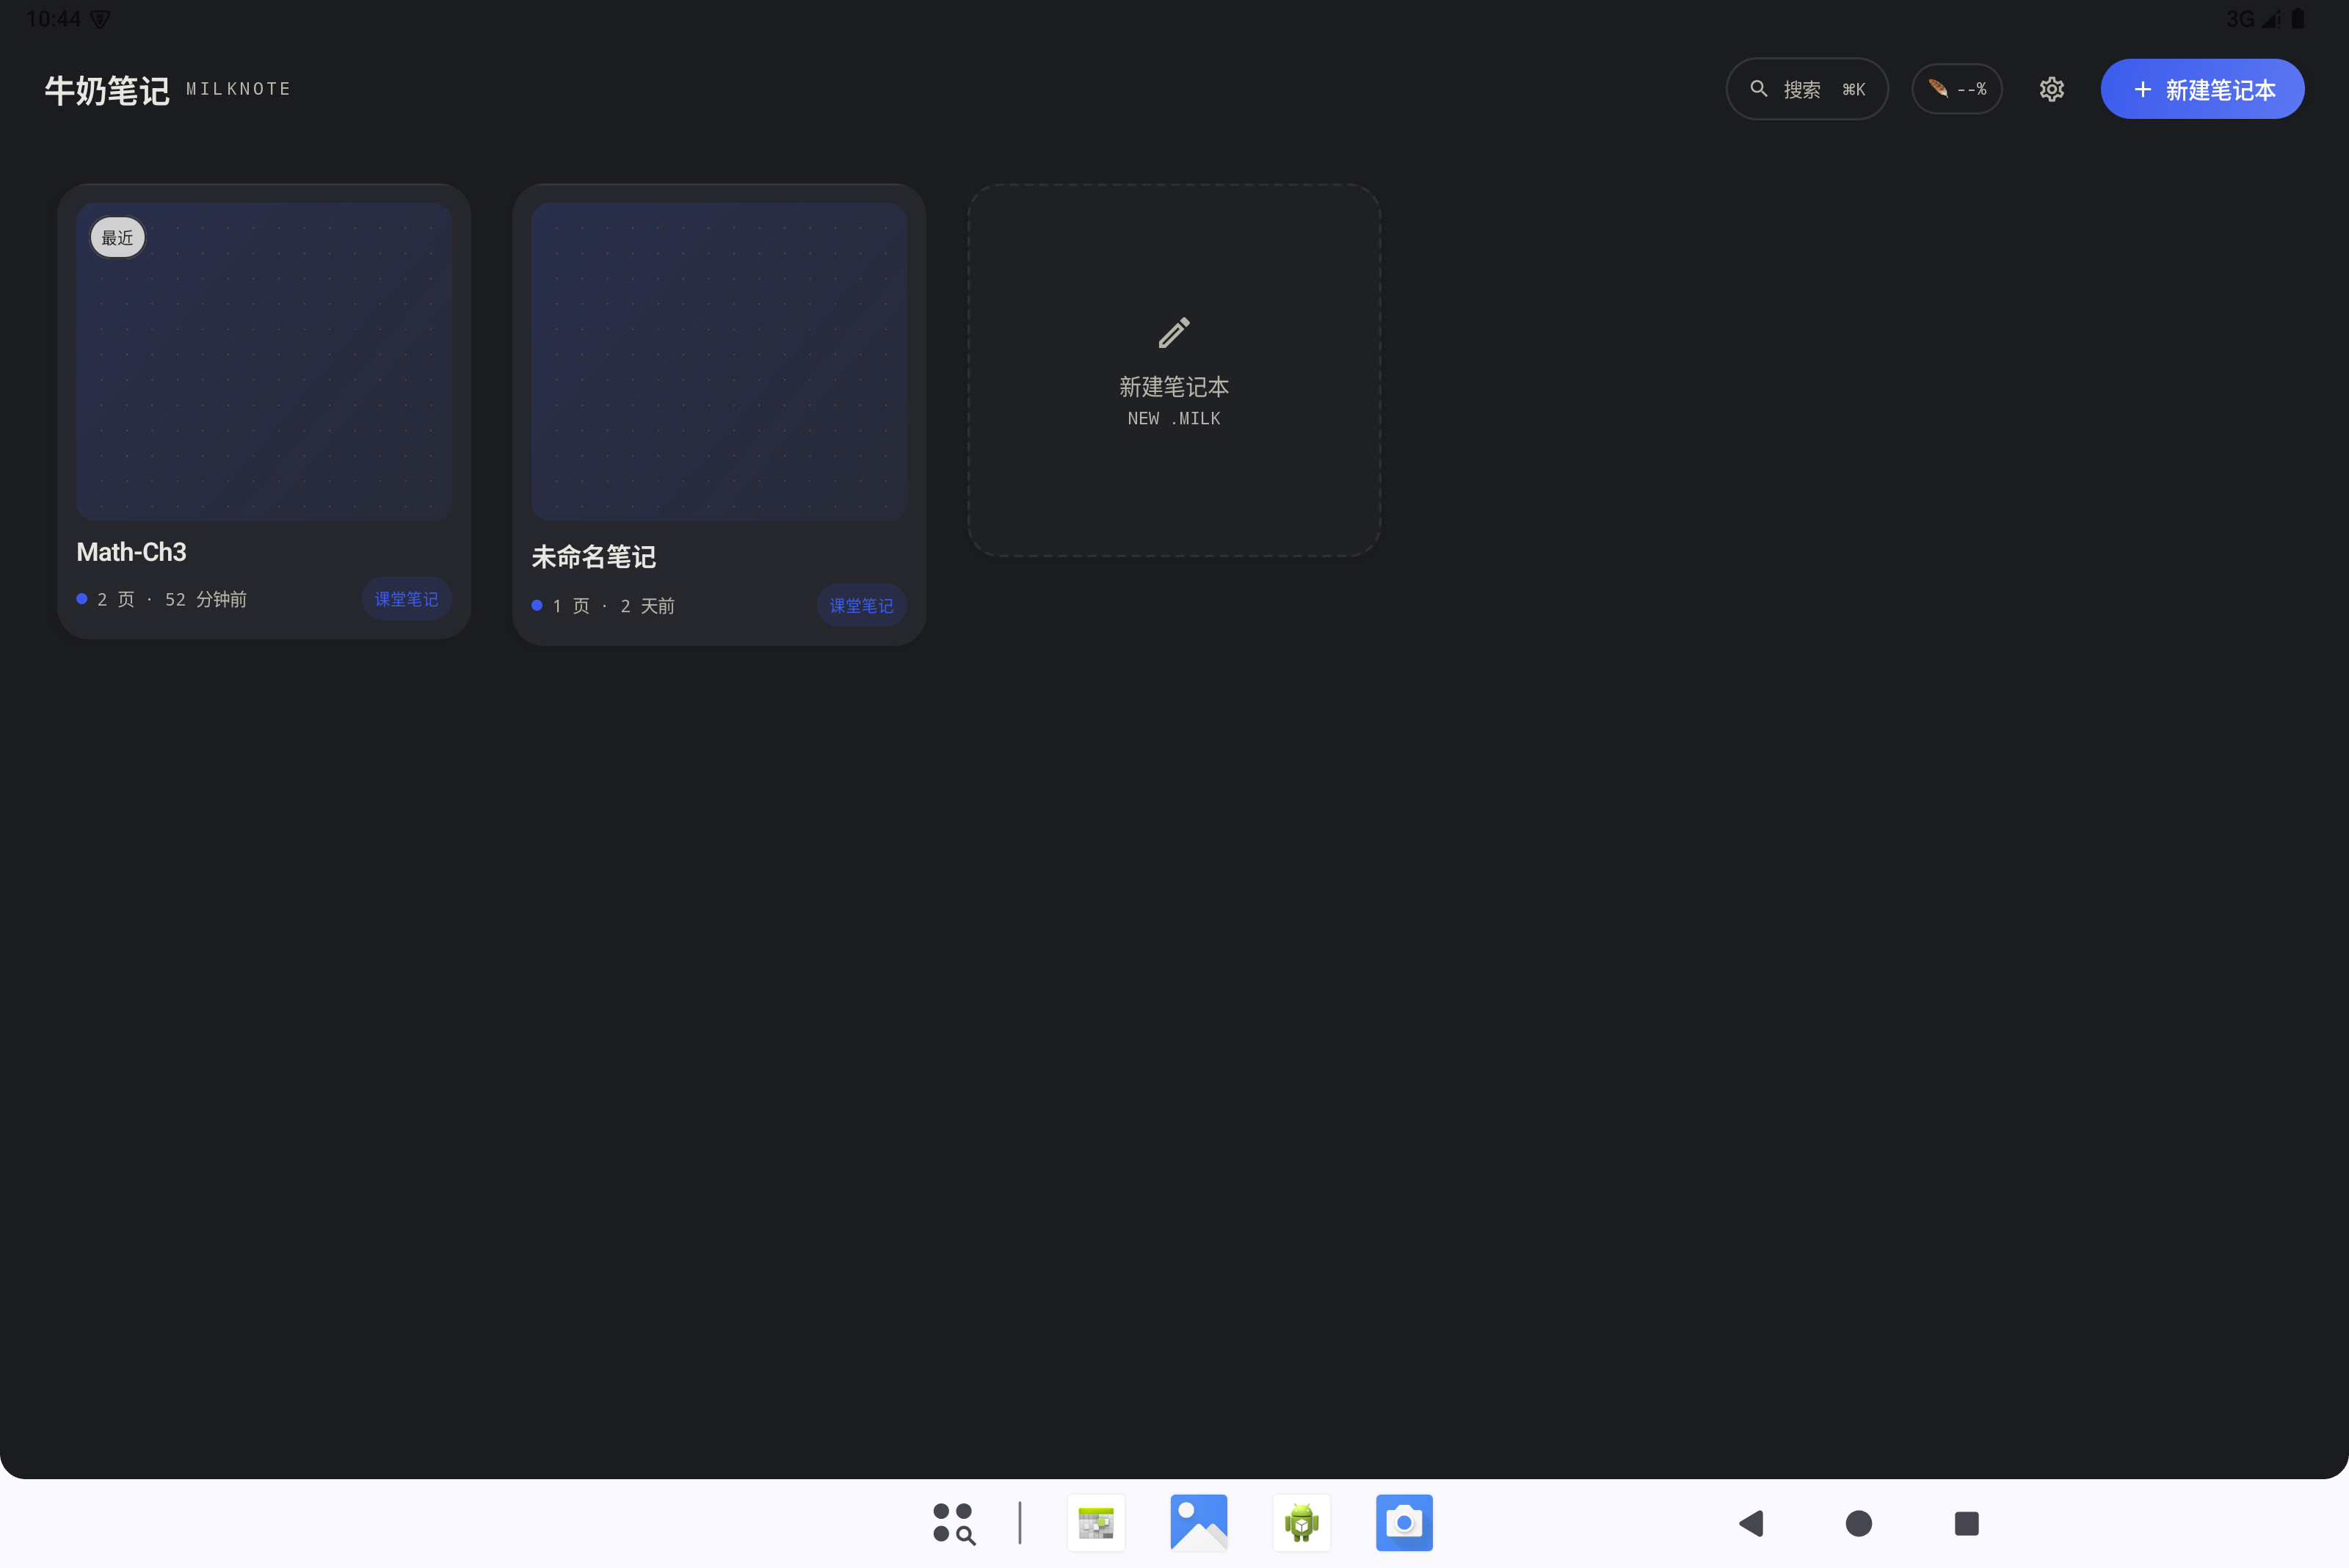 10:44
3G
牛奶笔记 MILKNOTE
搜索 ⌘K
--%
+ 新建笔记本
最近
Math-Ch3
2 页 · 52 分钟前
课堂笔记
未命名笔记
1 页 · 2 天前
课堂笔记
新建笔记本
NEW .MILK